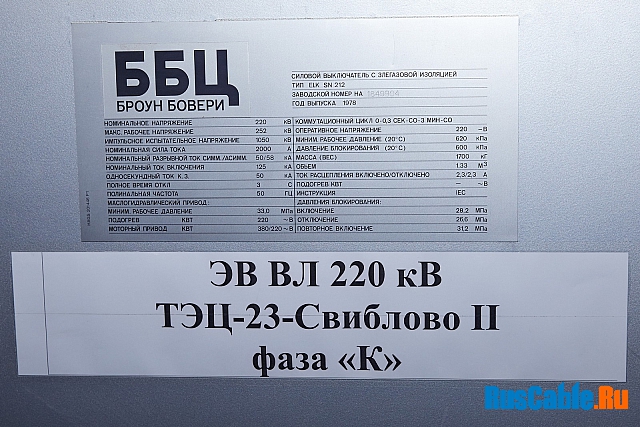 ББЦ
БРОУН БОВЕРИ
СИЛОВОЙ ВЫКЛЮЧАТЕЛЬ С ЭЛЕГАЗОВОЙ ИЗОЛЯЦИЕЙ
ТИП ELK SN 212
ЗАВОДСКОЙ НОМЕР HA
ГОД ВЫПУСКА 1978
НОМИНАЛЬНОЕ НАПРЯЖЕНИЕ 220 кВ
МАКС. РАБОЧЕЕ НАПРЯЖЕНИЕ 252 кВ
ИМПУЛЬСНОЕ ИСПЫТАТЕЛЬНОЕ НАПРЯЖЕНИЕ 1050 кВ
НОМИНАЛЬНАЯ СИЛА ТОКА 2000 А
НОМИНАЛЬНЫЙ РАЗРЫВНОЙ ТОК СИММ./АСИММ. 50/58 кА
НОМИНАЛЬНЫЙ ТОК ВКЛЮЧЕНИЯ 125 кА
ОДНОСЕКУНДНЫЙ ТОК К.З. 50 кА
ПОЛНОЕ ВРЕМЯ ОТКЛ 3 С
ПОЛИНАЛЬНАЯ ЧАСТОТА 50 ПЦ
МАСЛОГИДРАВЛИЧЕСКИЙ ПРИВОД:
МИНИМ. РАБОЧЕЕ ДАВЛЕНИЕ 33,0 МПа
ПОДОГРЕВ КВТ 220 ~ В
МОТОРНЫЙ ПРИВОД КВТ 380/220 ~ В
КОММУТАЦИОННЫЙ ЦИКЛ О-0,3 СЕК-СО-3 МИН-СО
ОПЕРАТИВНОЕ НАПРЯЖЕНИЕ 220 –В
МИНИМ. РАБОЧЕЕ ДАВЛЕНИЕ (20°C) 620 кПа
ДАВЛЕНИЕ БЛОКИРОВАНИЯ (20°C) 600 кПа
МАССА (ВЕС) 1700 кг
ОБЪЕМ 1,33 М³
ТОК РАСЦЕПЛЕНИЯ ВКЛЮЧЕНО/ОТКЛЮЧЕНО 2,3/2,3 А
ПОДОГРЕВ КВТ — ~ В
ИНСТРУКЦИЯ IEC
ДАВЛЕНИЯ БЛОКИРОВАНИЯ:
ВКЛЮЧЕНИЕ 28,2 МПа
ОТКЛЮЧЕНИЕ 26,6 МПа
ПОВТОРНОЕ ВКЛЮЧЕНИЕ 31,2 МПа
ЭВ ВЛ 220 кВ
ТЭЦ-23-Свиблово II
фаза «К»
RusCable.Ru